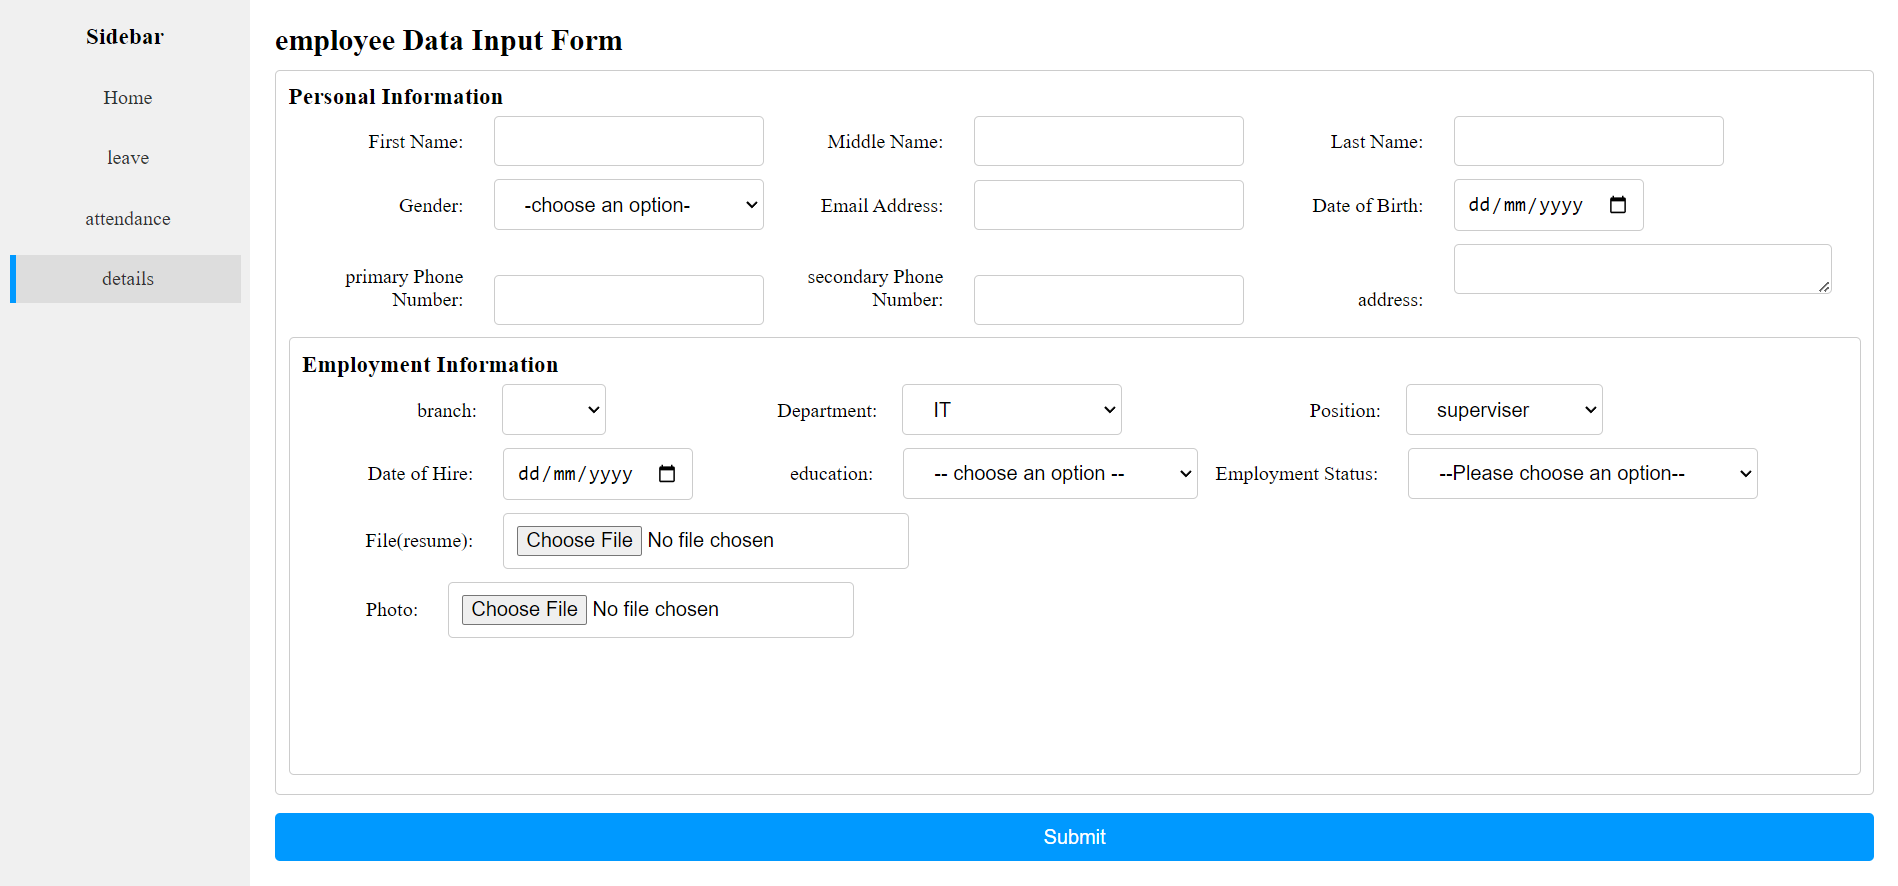 Sidebar
Home
leave
attendance
details
employee Data Input Form
Personal Information
First Name:
Middle Name:
Last Name:
Gender: -choose an option-
Email Address:
Date of Birth: dd/mm/yyyy
primary Phone
Number:
secondary Phone
Number:
address:
Employment Information
branch:
Department: IT
Position: superviser
Date of Hire: dd/mm/yyyy
education: -- choose an option --
Employment Status: --Please choose an option--
File(resume): Choose File No file chosen
Photo: Choose File No file chosen
Submit